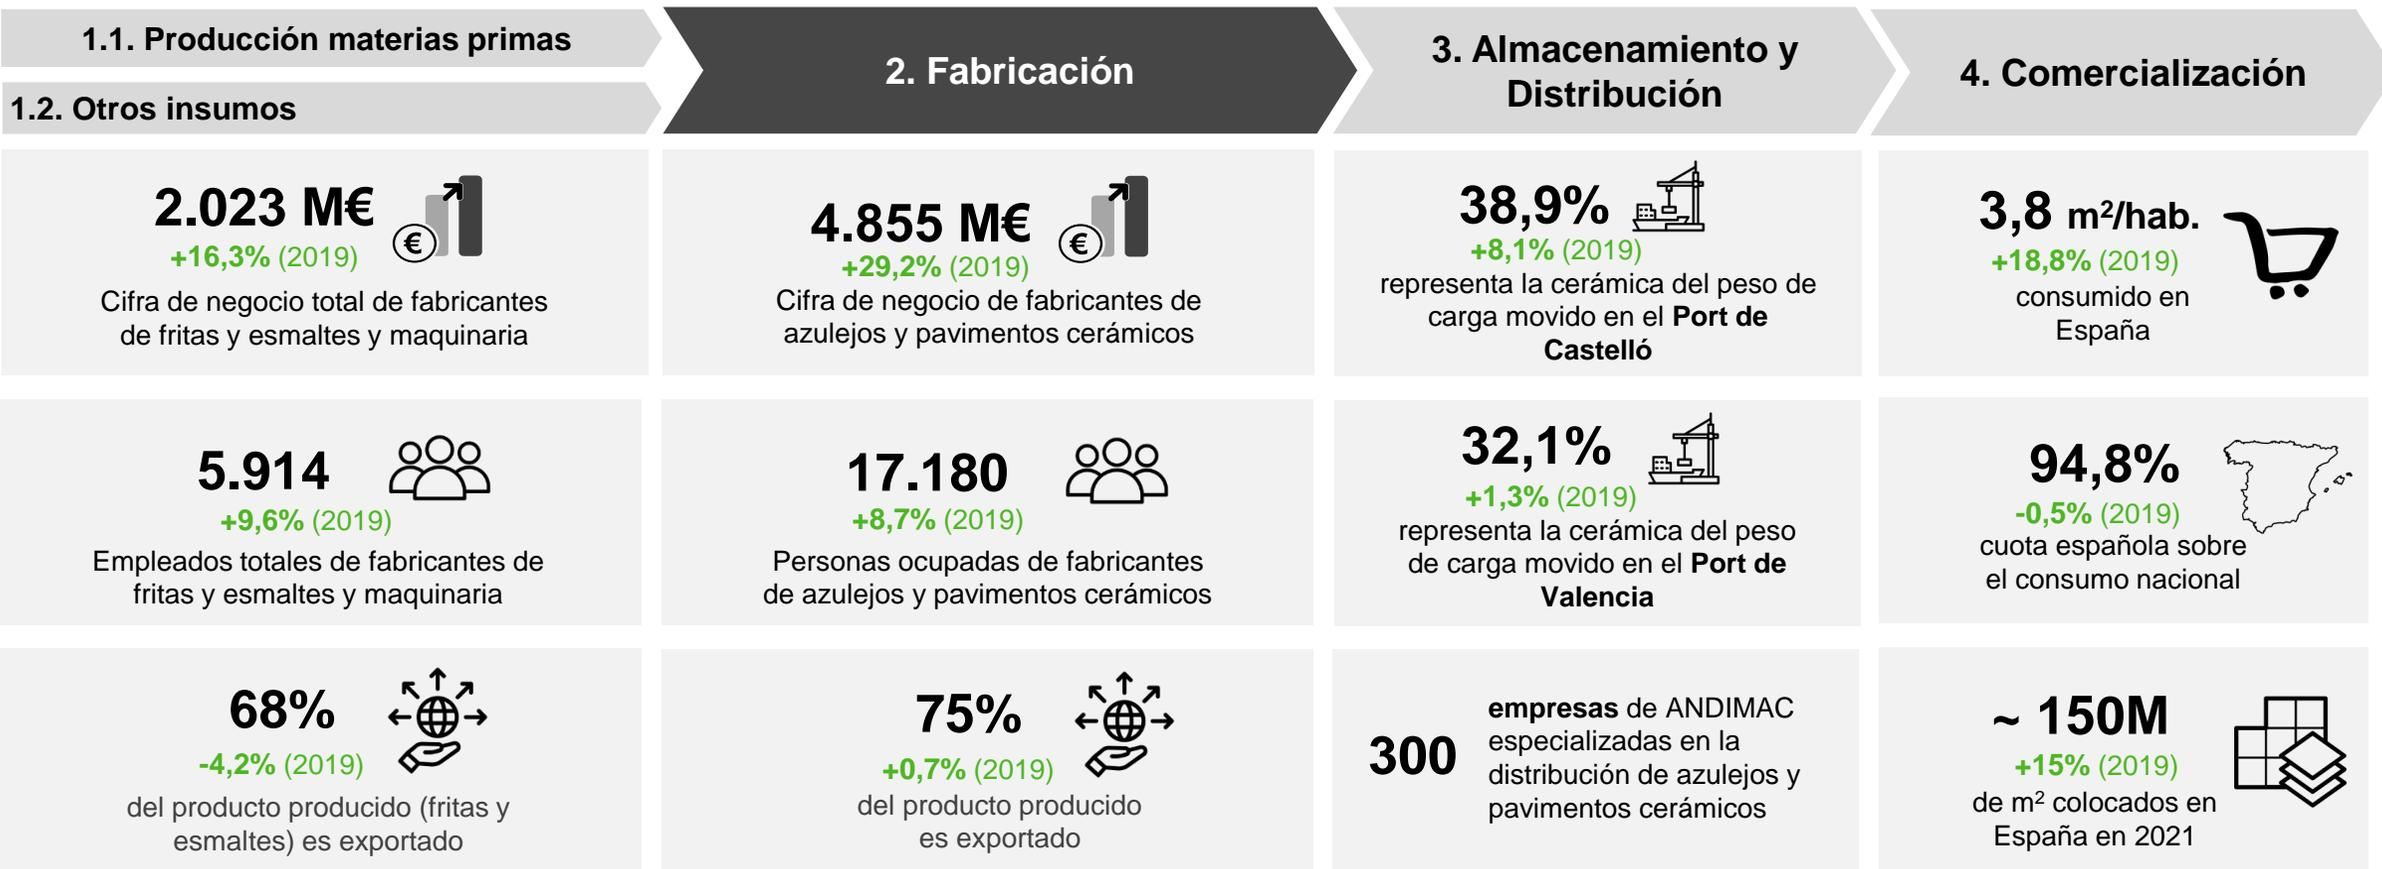 1.1. Producción materias primas
1.2. Otros insumos
2. Fabricación
3. Almacenamiento y
Distribución
4. Comercialización
2.023 M€
+16,3% (2019)
€
Cifra de negocio total de fabricantes
de fritas y esmaltes y maquinaria
4.855 M€
+29,2% (2019)
€
Cifra de negocio de fabricantes de
azulejos y pavimentos cerámicos
38,9%
+8,1% (2019)
representa la cerámica del peso de
carga movido en el Port de
Castelló
3,8 m²/hab.
+18,8% (2019)
consumido en
España
5.914
+9,6% (2019)
Empleados totales de fabricantes de
fritas y esmaltes y maquinaria
17.180
+8,7% (2019)
Personas ocupadas de fabricantes
de azulejos y pavimentos cerámicos
32,1%
+1,3% (2019)
representa la cerámica del peso
de carga movido en el Port de
Valencia
94,8%
-0,5% (2019)
cuota española sobre
el consumo nacional
68%
-4,2% (2019)
del producto producido (fritas y
esmaltes) es exportado
75%
+0,7% (2019)
del producto producido
es exportado
300
empresas de ANDIMAC
especializadas en la
distribución de azulejos y
pavimentos cerámicos
~ 150M
+15% (2019)
de m² colocados en
España en 2021